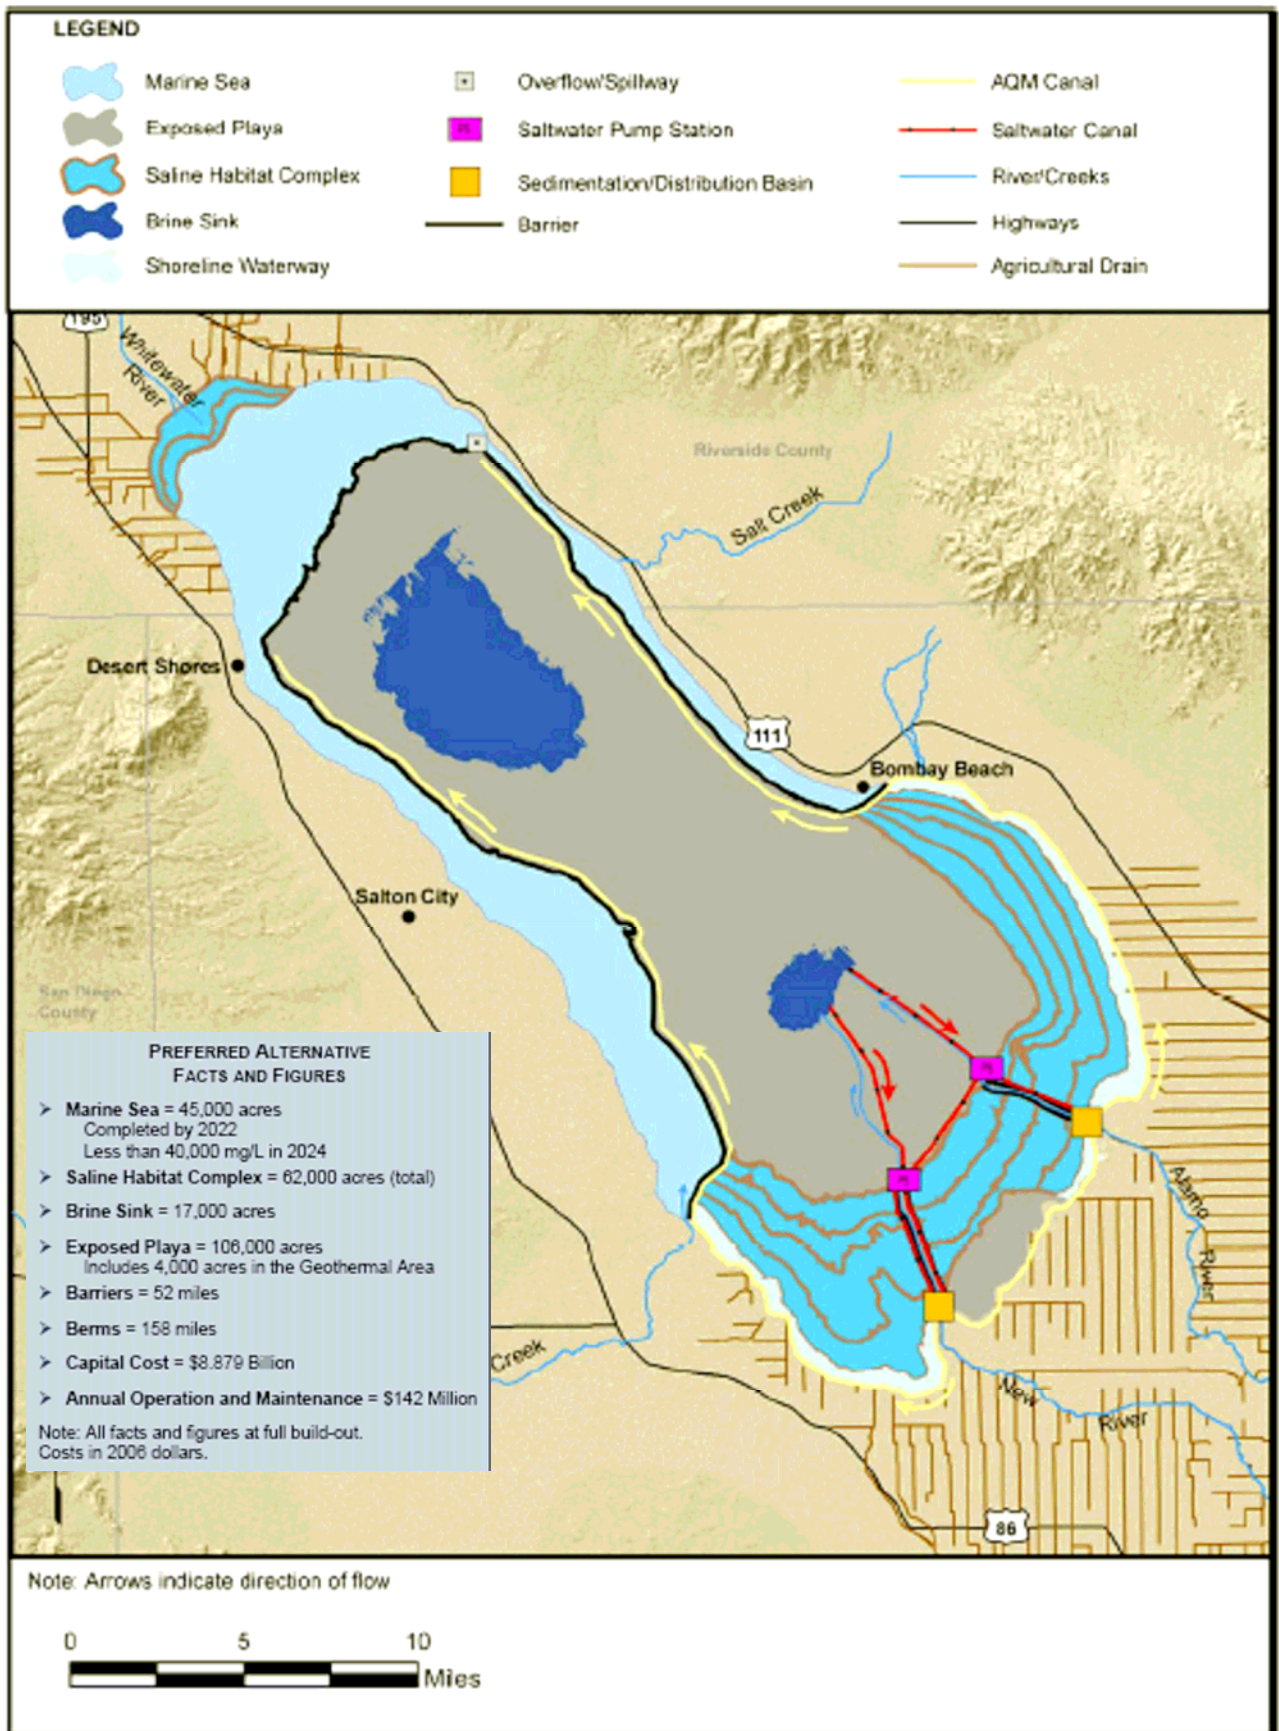 LEGEND
Marine Sea
Exposed Playa
Saline Habitat Complex
Brine Sink
Shoreline Waterway
Overflow/Spillway
PS
Saltwater Pump Station
Sedimentation/Distribution Basin
Barrier
AQM Canal
Saltwater Canal
River/Creeks
Highways
Agricultural Drain
195
Whitewater
River
Riverside County
Salt Creek
Desert Shores
111
Bombay Beach
Salton City
San Diego
County
PS
PS
Alamo
River
Creek
New
River
86
PREFERRED ALTERNATIVE
FACTS AND FIGURES
➢ Marine Sea = 45,000 acres
Completed by 2022
Less than 40,000 mg/L in 2024
➢ Saline Habitat Complex = 62,000 acres (total)
➢ Brine Sink = 17,000 acres
➢ Exposed Playa = 106,000 acres
Includes 4,000 acres in the Geothermal Area
➢ Barriers = 52 miles
➢ Berms = 158 miles
➢ Capital Cost = $8.879 Billion
➢ Annual Operation and Maintenance = $142 Million
Note: All facts and figures at full build-out.
Costs in 2006 dollars.
Note: Arrows indicate direction of flow
0 5 10
Miles